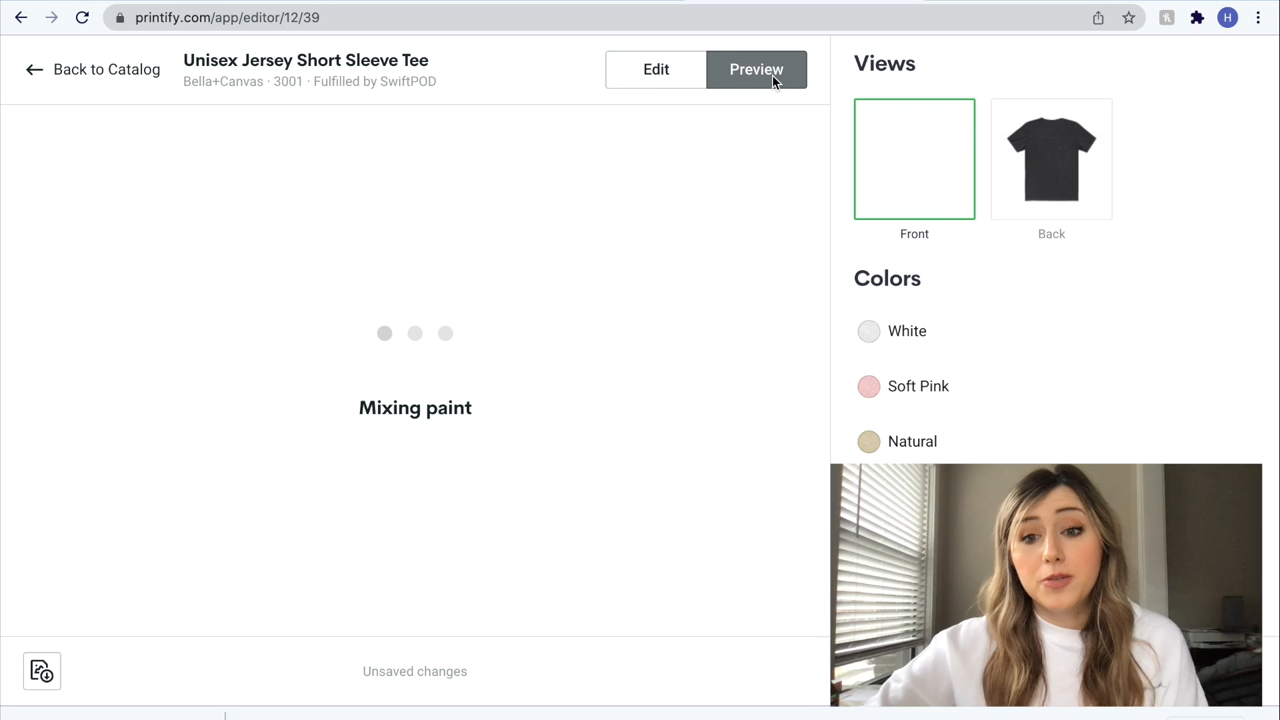 printify.com/app/editor/12/39
H
Back to Catalog
Unisex Jersey Short Sleeve Tee
Bella+Canvas · 3001 · Fulfilled by SwiftPOD
Edit
Preview
Mixing paint
Unsaved changes
Views
Front
Back
Colors
White
Soft Pink
Natural